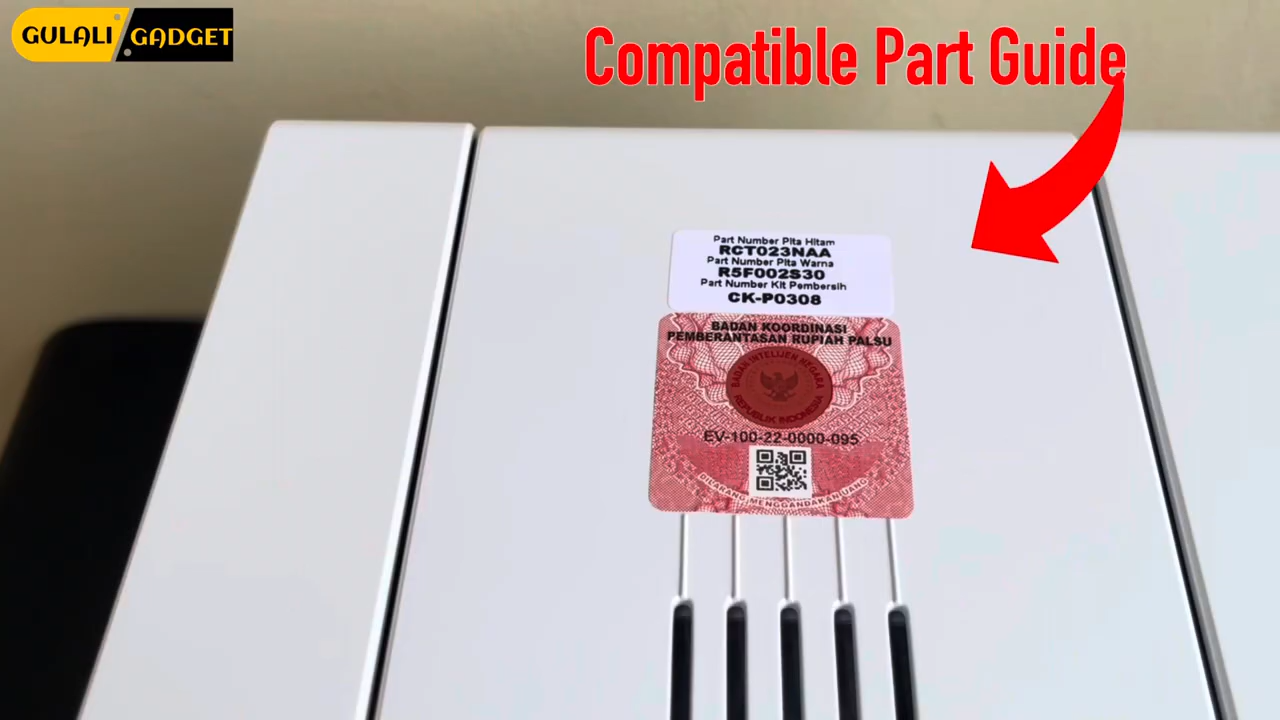 GULALI GADGET
Compatible Part Guide
Part Number Pita Hitam
RCT023NAA
Part Number Pita Warna
R5F002S30
Part Number Kit Pembersih
CK-P0308
BADAN KOORDINASI
PEMBERANTASAN RUPIAH PALSU
BADAN INTELIJEN NEGARA
REPUBLIK INDONESIA
EV-100-22-0000-095
DILARANG MENGGANDAKAN UANG